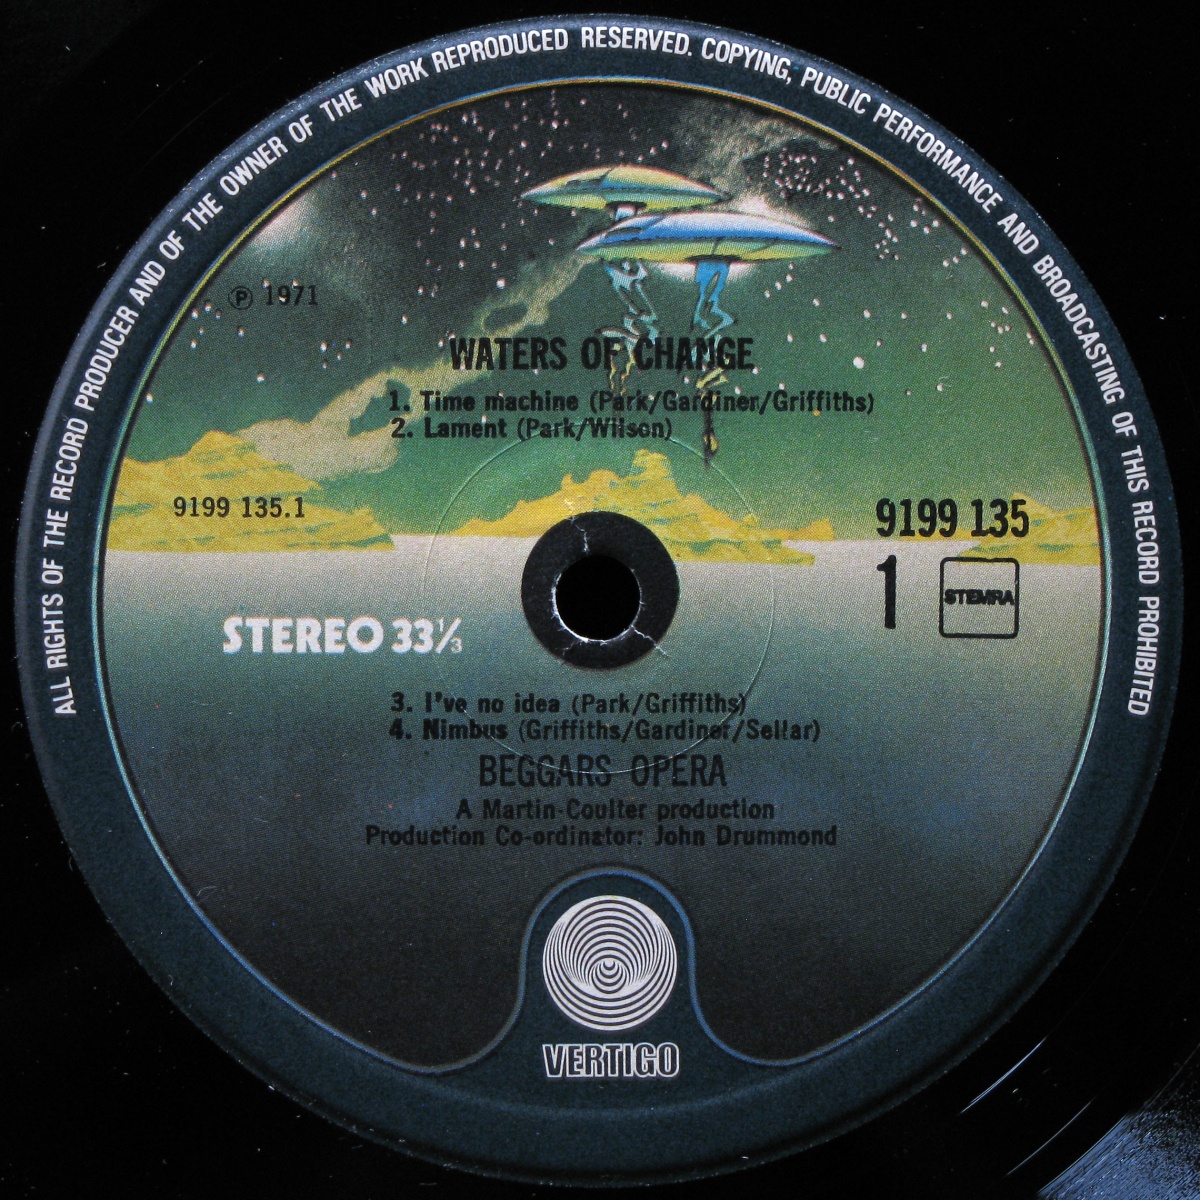 ALL RIGHTS OF THE RECORD PRODUCER AND OF THE OWNER OF THE WORK REPRODUCED RESERVED. COPYING, PUBLIC PERFORMANCE AND BROADCASTING OF THIS RECORD PROHIBITED
℗ 1971
WATERS OF CHANGE
1. Time machine (Park/Gardiner/Griffiths)
2. Lament (Park/Wilson)
9199 135.1
9199 135
1
STEMRA
STEREO 33⅓
3. I've no idea (Park/Griffiths)
4. Nimbus (Griffiths/Gardiner/Sellar)
BEGGARS OPERA
A Martin-Coulter production
Production Co-ordinator: John Drummond
VERTIGO